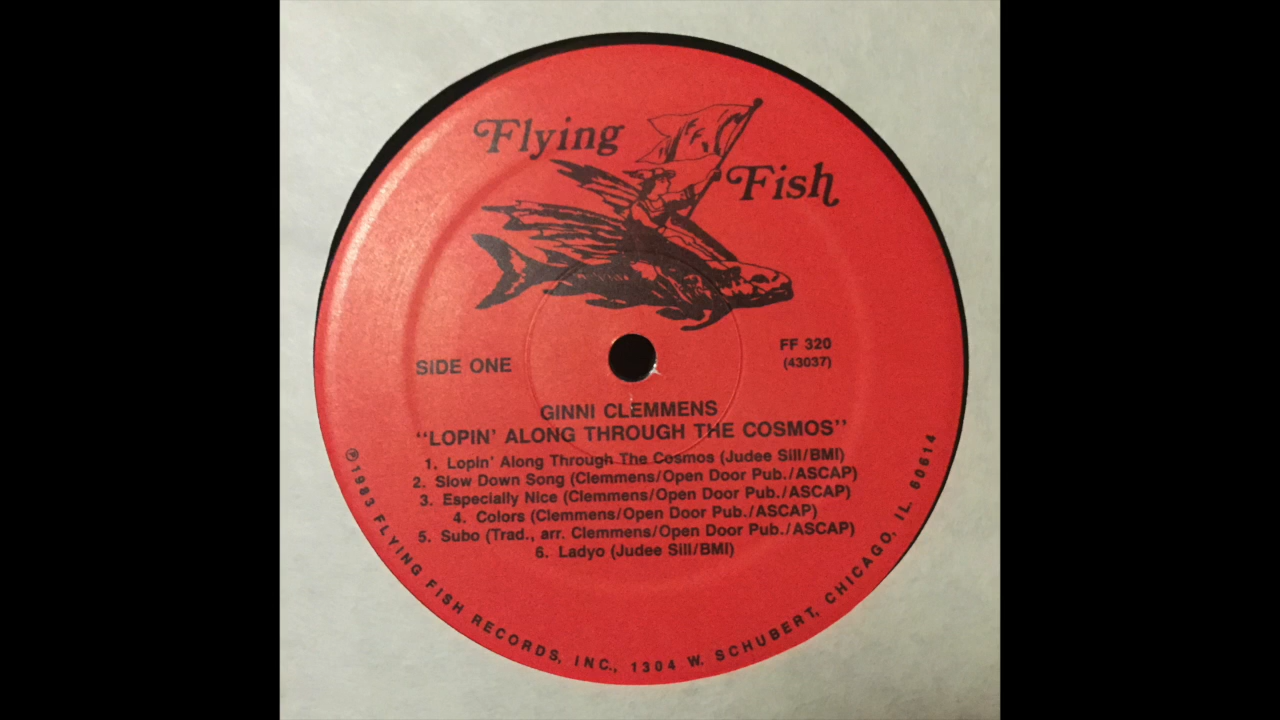 Flying
Fish
SIDE ONE
FF 320
(43037)
GINNI CLEMMENS
"LOPIN' ALONG THROUGH THE COSMOS"
1. Lopin' Along Through The Cosmos (Judee Sill/BMI)
2. Slow Down Song (Clemmens/Open Door Pub./ASCAP)
3. Especially Nice (Clemmens/Open Door Pub./ASCAP)
4. Colors (Clemmens/Open Door Pub./ASCAP)
5. Subo (Trad., arr. Clemmens/Open Door Pub./ASCAP)
6. Ladyo (Judee Sill/BMI)
℗1983 FLYING FISH RECORDS, INC., 1304 W. SCHUBERT, CHICAGO, IL. 60614